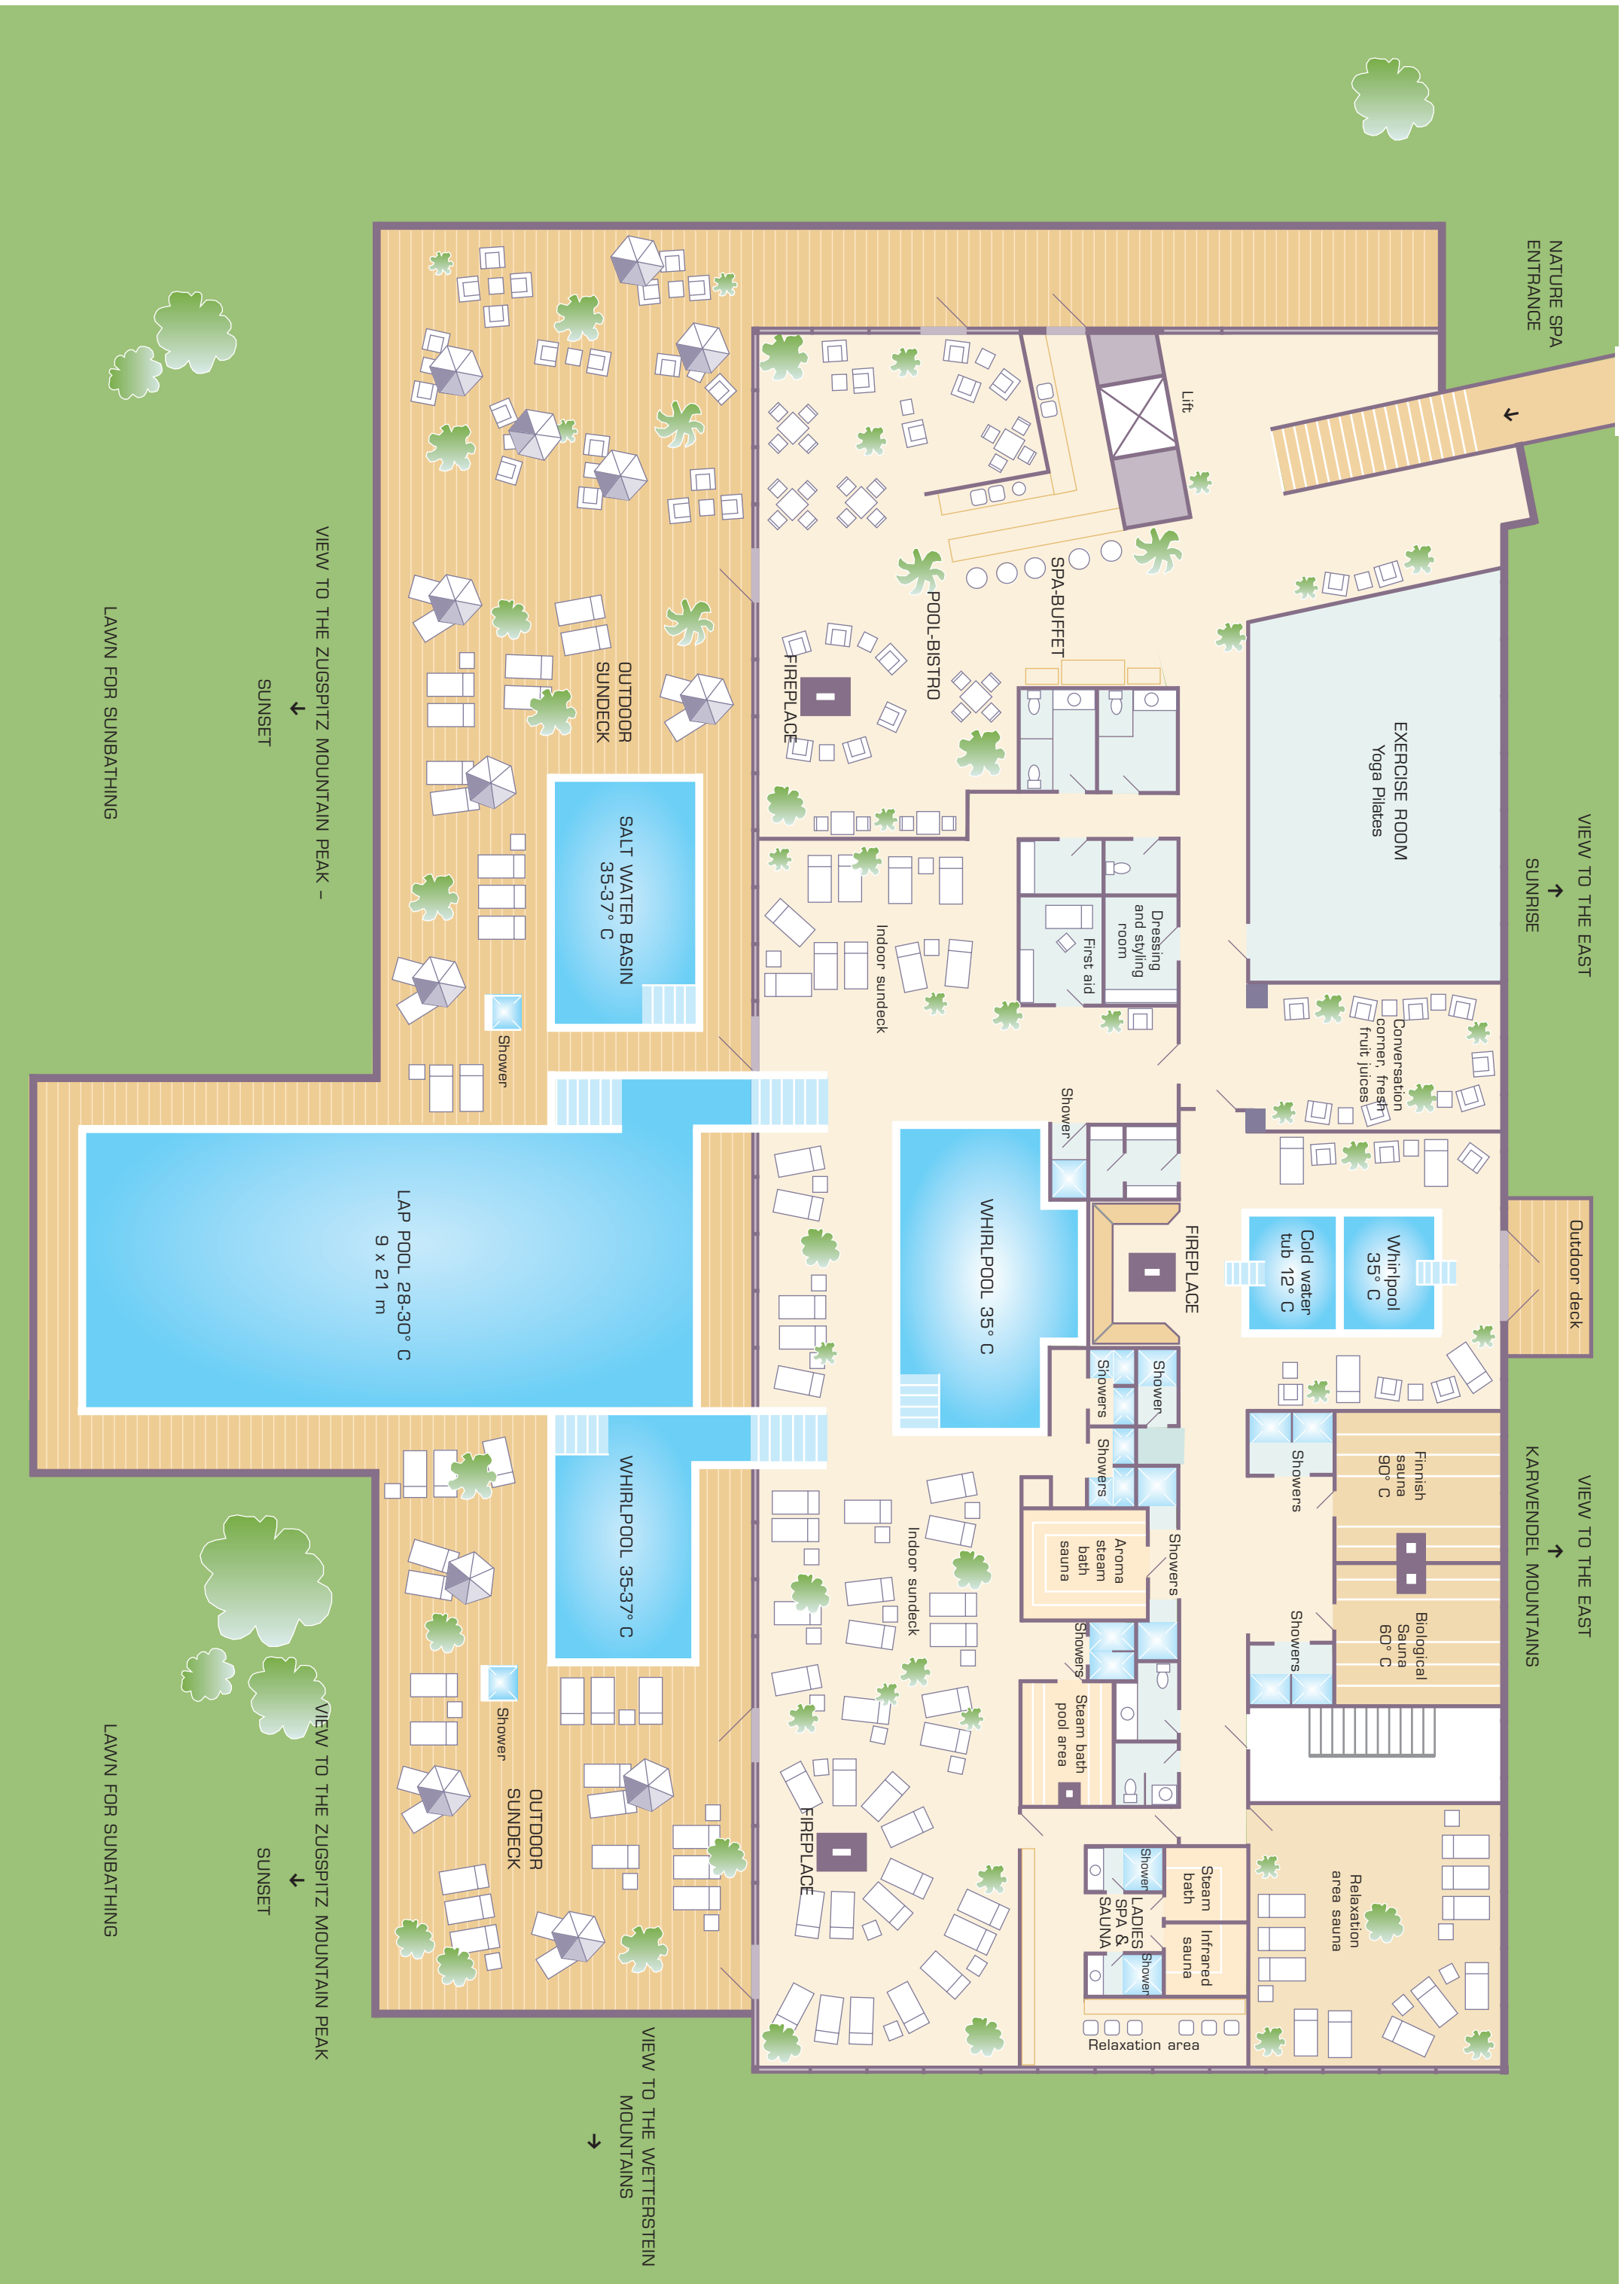 NATURE SPA
ENTRANCE
VIEW TO THE EAST
SUNRISE
VIEW TO THE EAST
KARWENDEL MOUNTAINS
Outdoor deck
EXERCISE ROOM
Yoga Pilates
Conversation
corner, fresh
fruit juices
Whirlpool
35° C
Cold water
tub 12° C
Finnish
sauna
90° C
Biological
Sauna
60° C
Showers
Showers
Relaxation
area sauna
Lift
FIREPLACE
Shower
Showers
Showers
Showers
Steam
bath
Infrared
sauna
Shower
Shower
LADIES
SPA &
SAUNA
Relaxation area
Dressing
and styling
room
First aid
Shower
Aroma
steam
bath
sauna
Showers
Steam bath
pool area
SPA-BUFFET
POOL-BISTRO
FIREPLACE
Indoor sundeck
WHIRLPOOL 35° C
Indoor sundeck
FIREPLACE
OUTDOOR
SUNDECK
SALT WATER BASIN
35-37° C
Shower
WHIRLPOOL 35-37° C
Shower
OUTDOOR
SUNDECK
LAP POOL 28-30° C
9 x 21 m
VIEW TO THE WETTERSTEIN
MOUNTAINS
VIEW TO THE ZUGSPITZ MOUNTAIN PEAK –
SUNSET
VIEW TO THE ZUGSPITZ MOUNTAIN PEAK
SUNSET
LAWN FOR SUNBATHING
LAWN FOR SUNBATHING